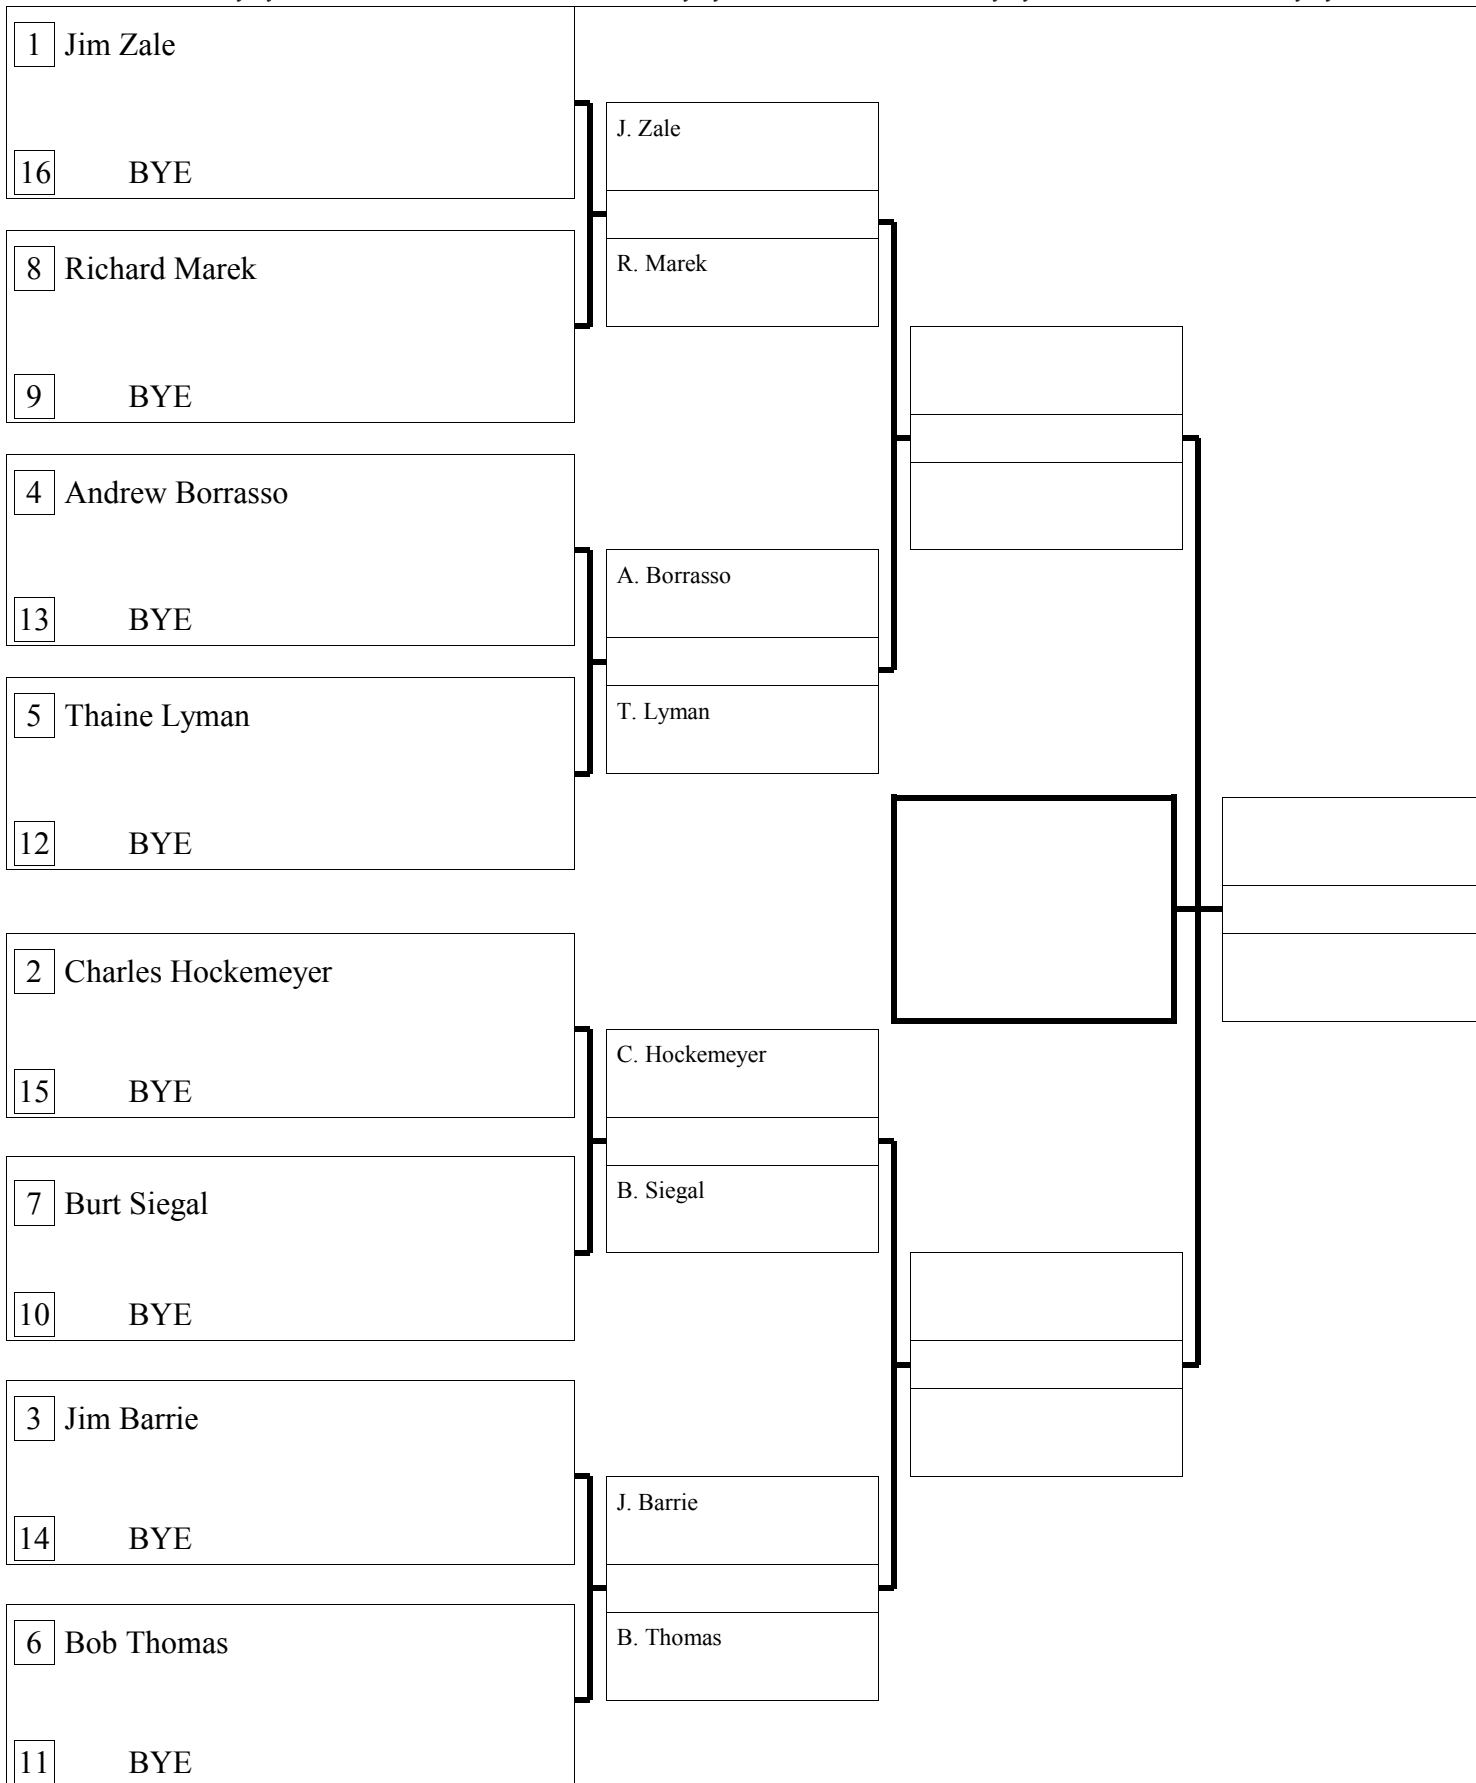 1 Jim Zale
16 BYE
J. Zale
8 Richard Marek
R. Marek
9 BYE
4 Andrew Borrasso
13 BYE
A. Borrasso
5 Thaine Lyman
T. Lyman
12 BYE
2 Charles Hockemeyer
15 BYE
C. Hockemeyer
7 Burt Siegal
B. Siegal
10 BYE
3 Jim Barrie
14 BYE
J. Barrie
6 Bob Thomas
B. Thomas
11 BYE